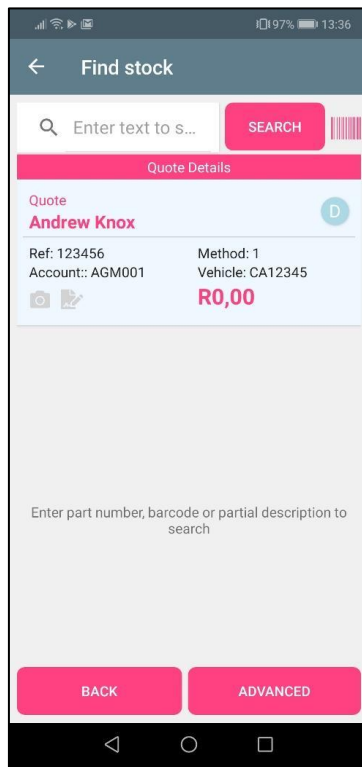 97% 13:36
Find stock
Enter text to s... SEARCH
Quote Details
Quote
Andrew Knox
D
Ref: 123456 Method: 1
Account:: AGM001 Vehicle: CA12345
R0,00
Enter part number, barcode or partial description to
search
BACK ADVANCED